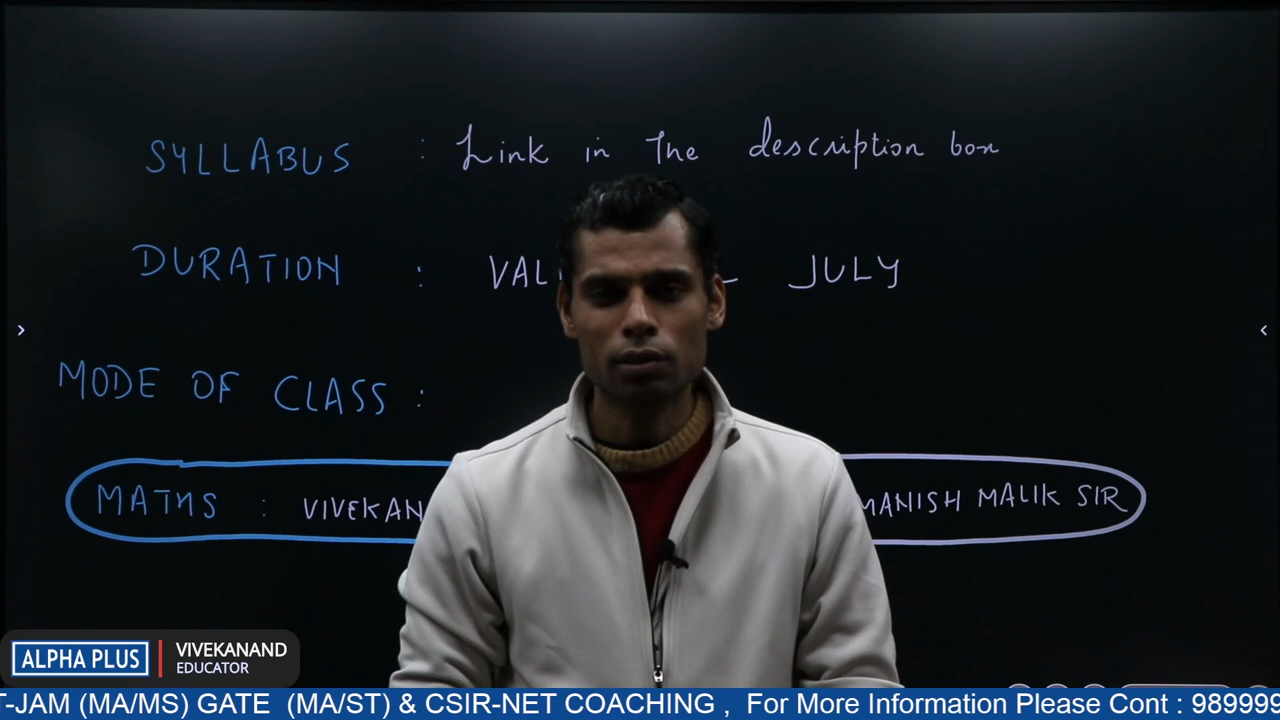 SYLLABUS : Link in The description box
DURATION : VAL JULY
MODE OF CLASS :
MATHS : VIVEKAN MANISH MALIK SIR
ALPHA PLUS
VIVEKANAND
EDUCATOR
T-JAM (MA/MS) GATE (MA/ST) & CSIR-NET COACHING , For More Information Please Cont : 989999